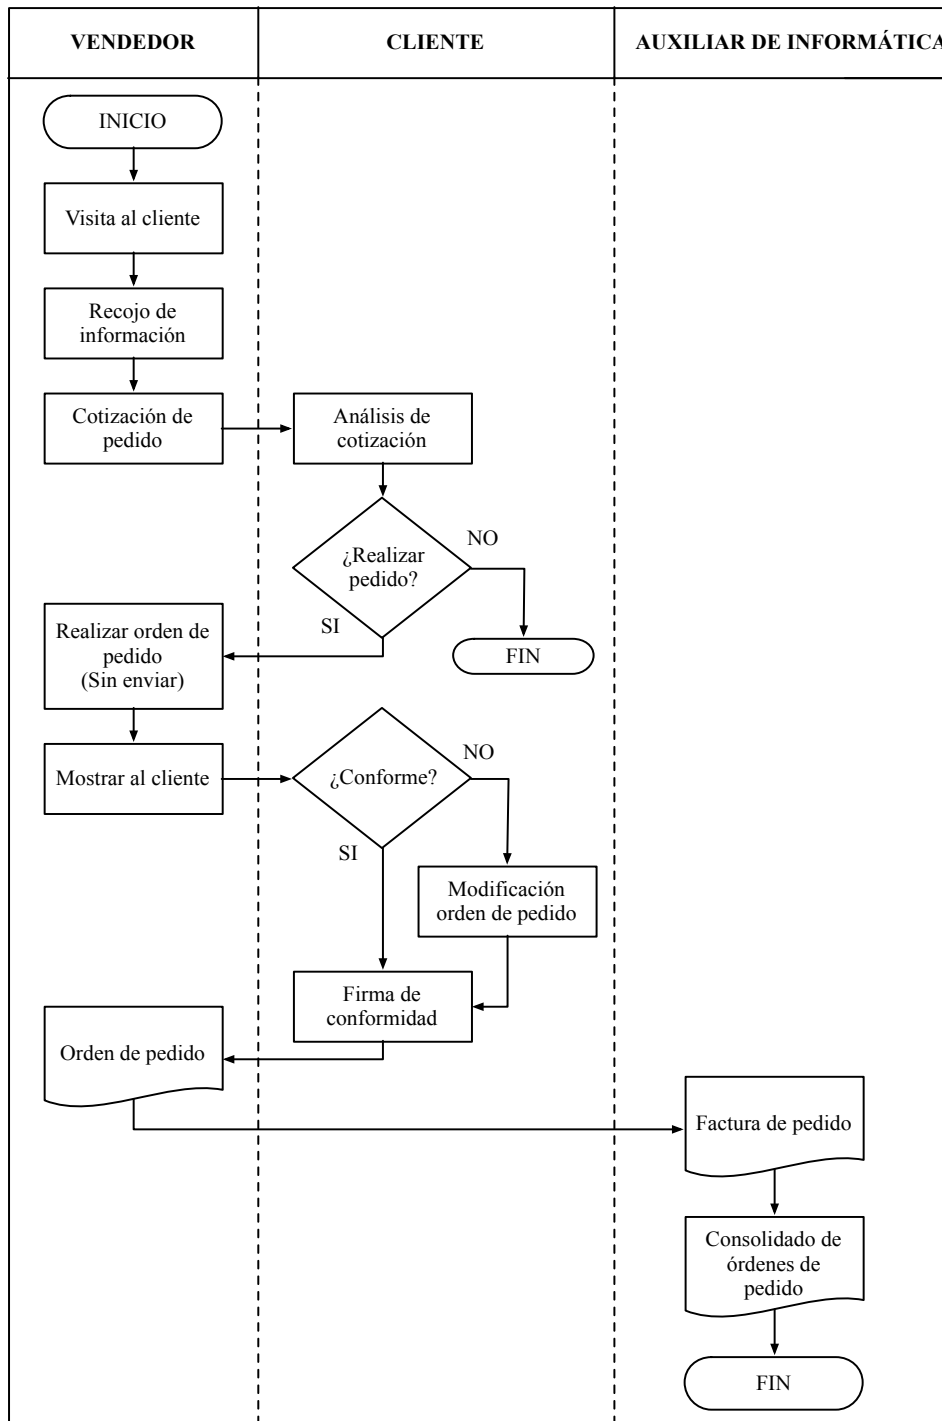 VENDEDOR
CLIENTE
AUXILIAR DE INFORMÁTICA
INICIO
Visita al cliente
Recojo de
información
Cotización de
pedido
Análisis de
cotización
¿Realizar
pedido?
NO
SI
FIN
Realizar orden de
pedido
(Sin enviar)
Mostrar al cliente
¿Conforme?
NO
SI
Modificación
orden de pedido
Firma de
conformidad
Orden de pedido
Factura de pedido
Consolidado de
órdenes de
pedido
FIN